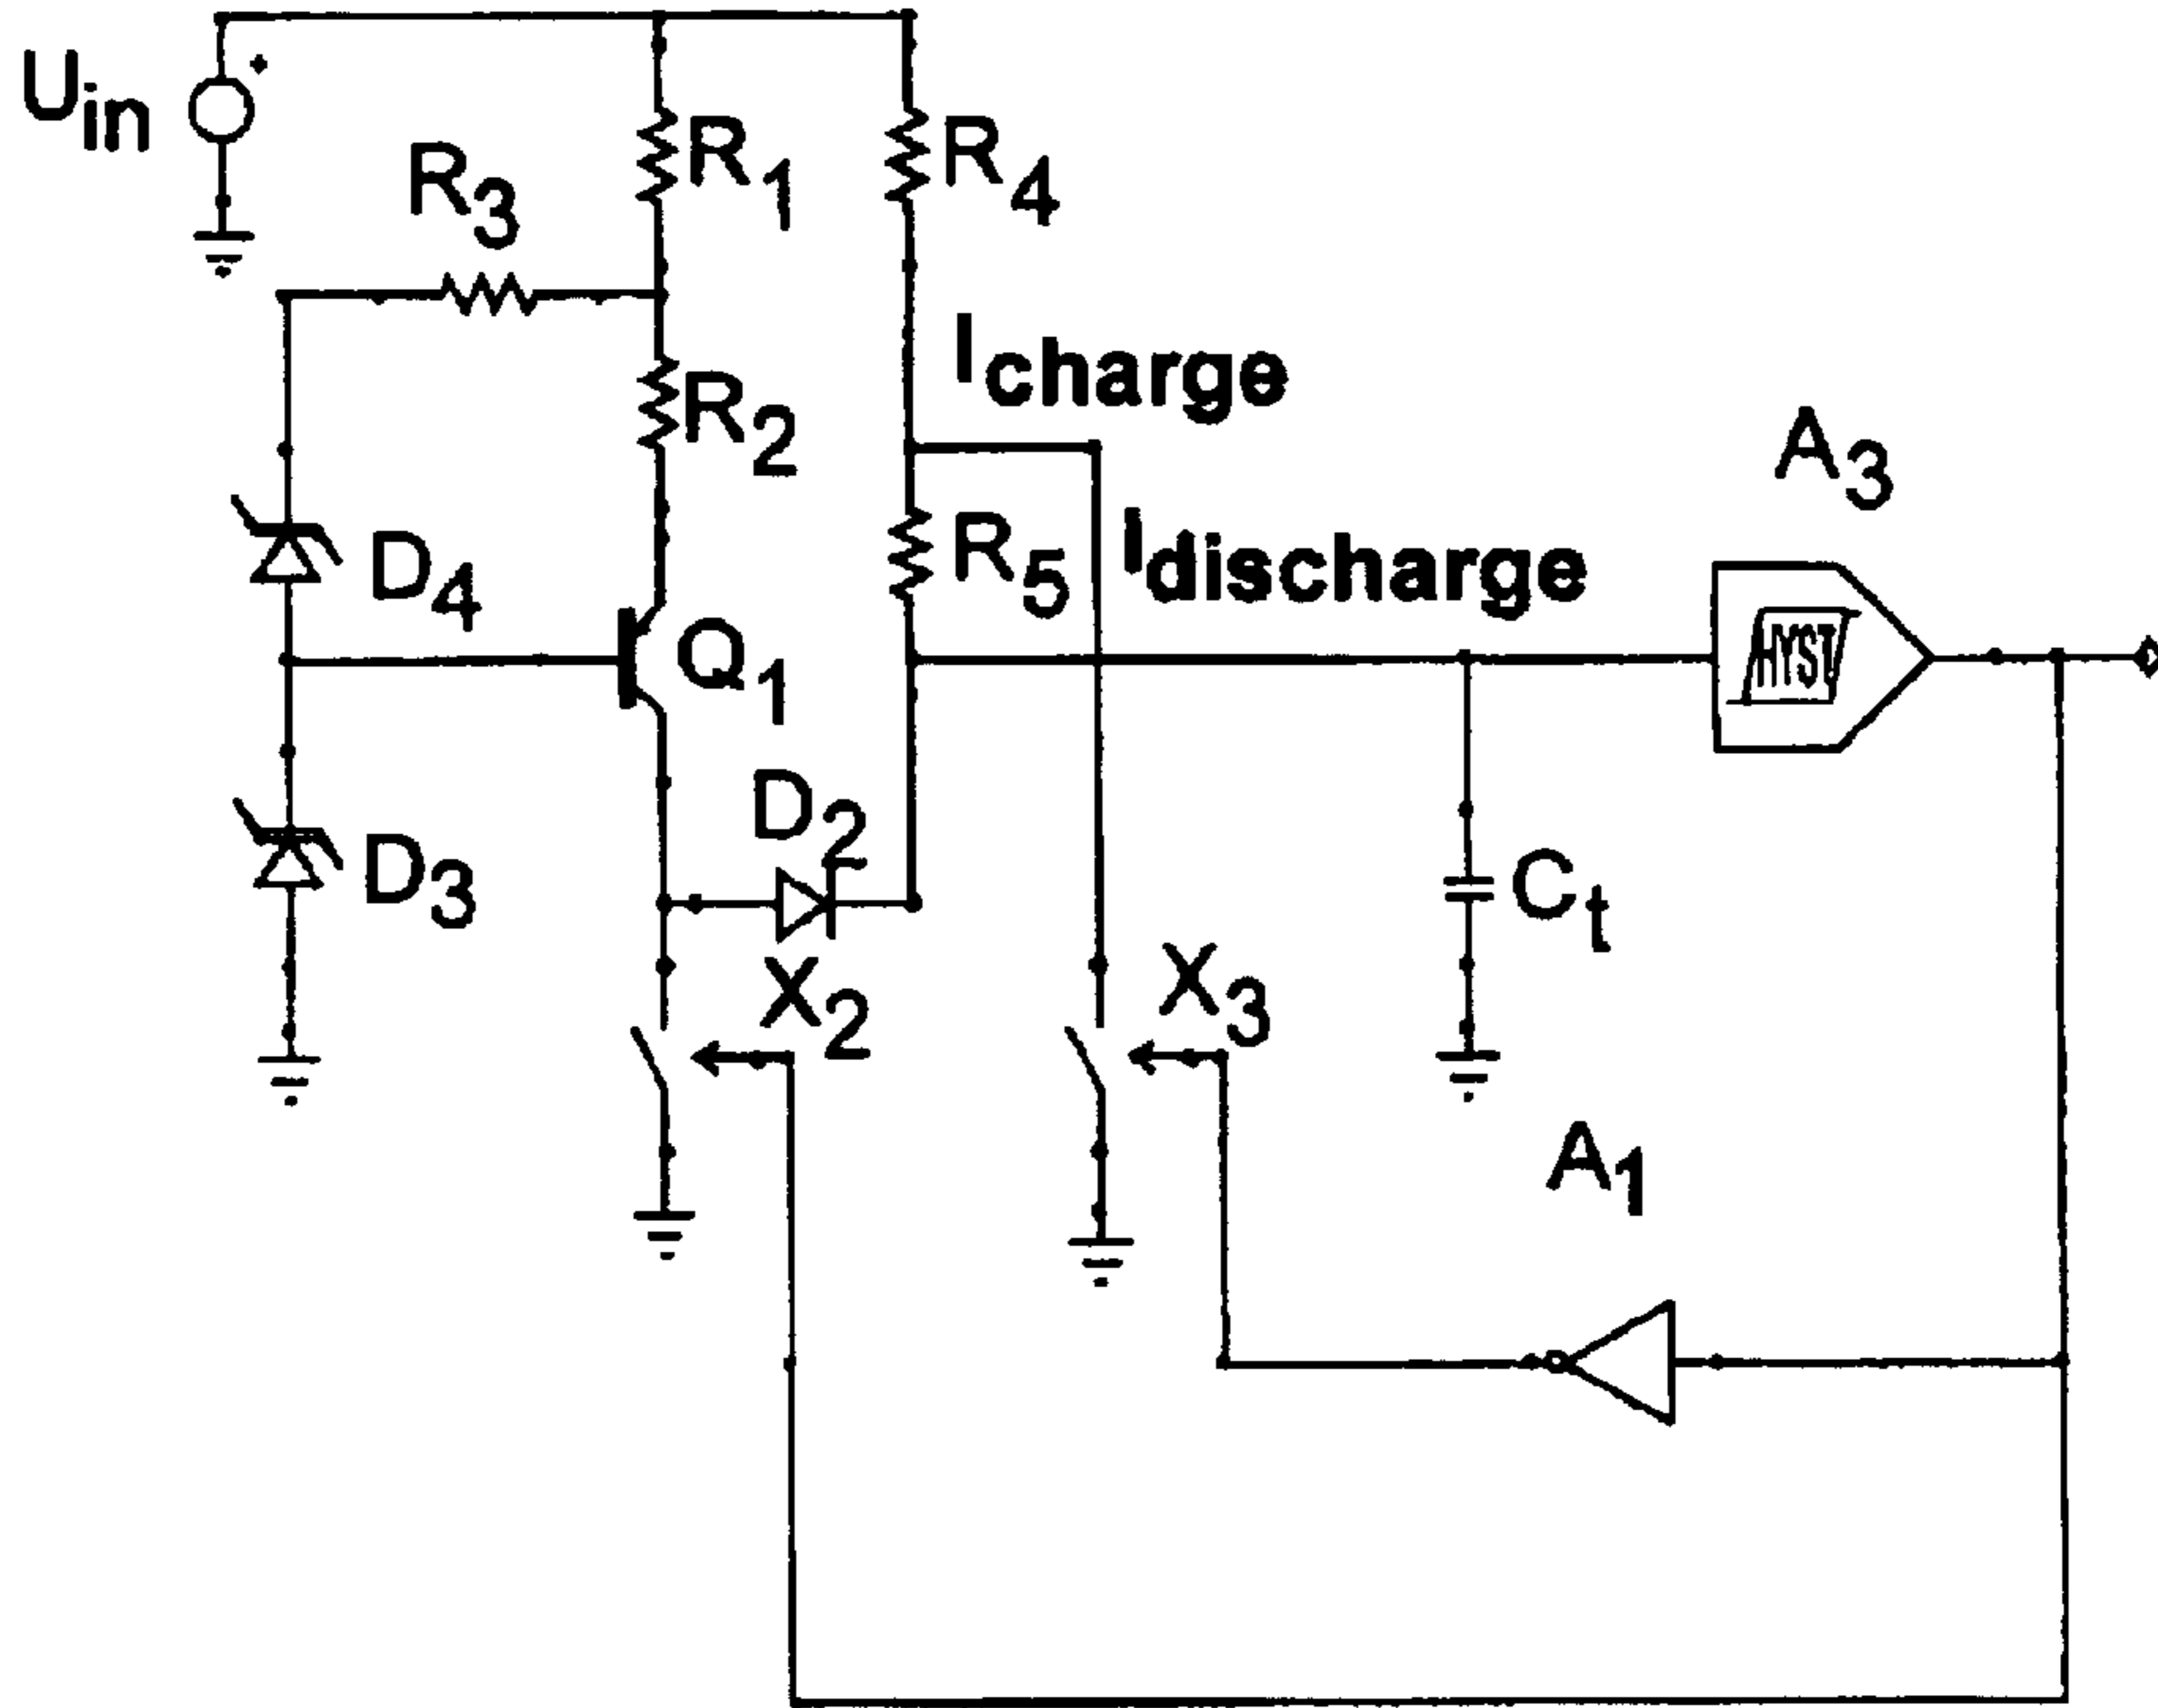 Uin
R3
R1
R4
Icharge
R2
A3
D4
R5
Idischarge
HYST
Q1
D2
D3
Ct
X2
X3
A1